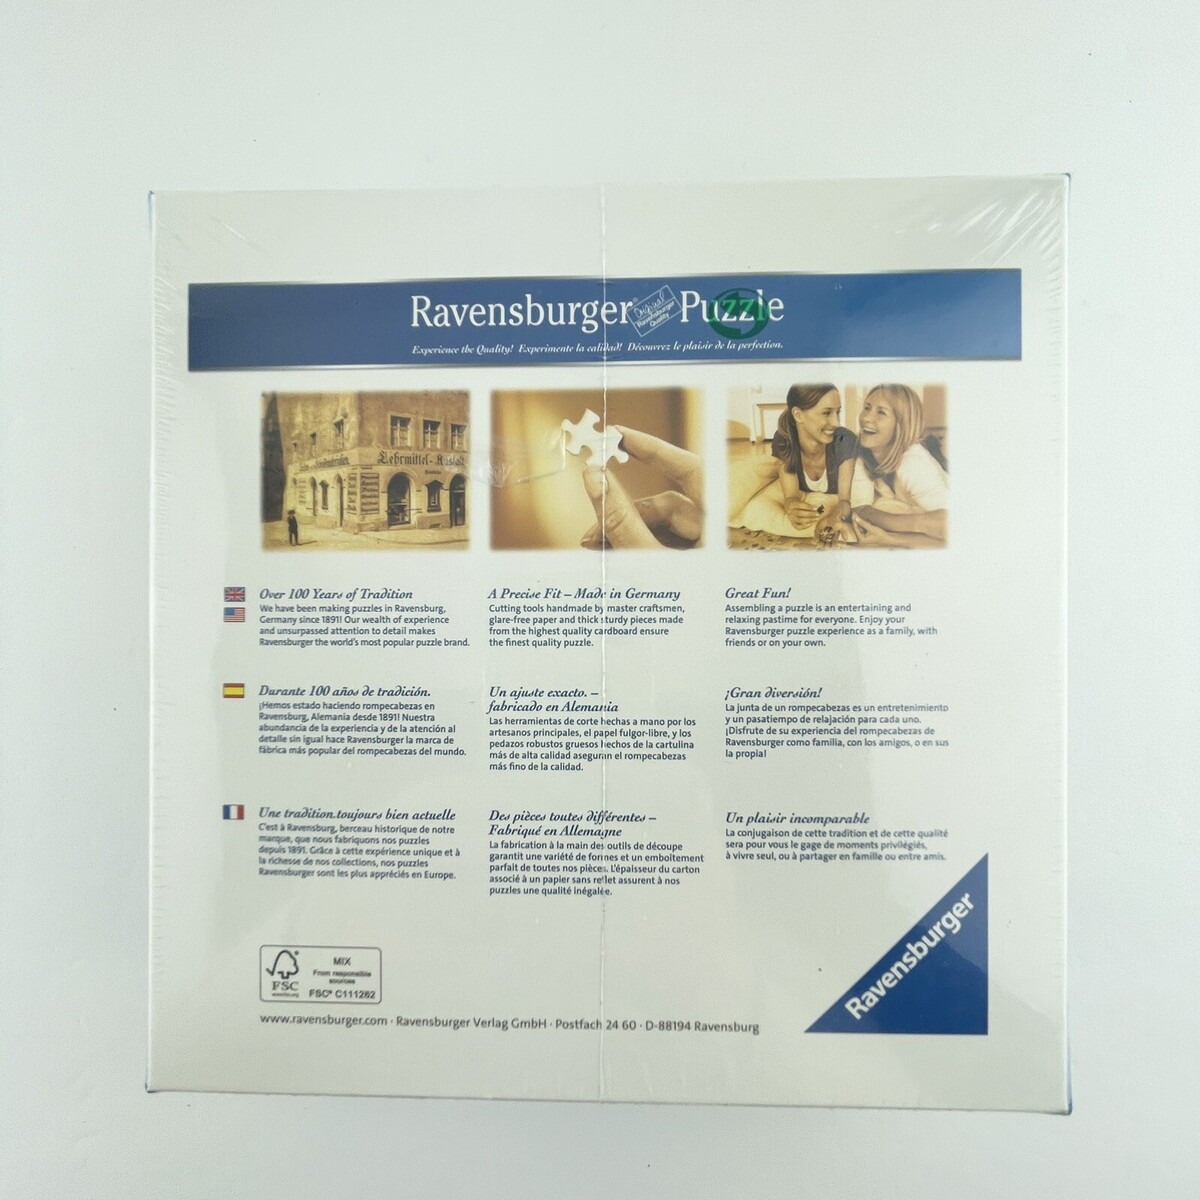 Ravensburger® Original Ravensburger Quality Puzzle
Experience the Quality! Experimente la calidad! Découvrez le plaisir de la perfection.
Lehrmittel-
Over 100 Years of Tradition
We have been making puzzles in Ravensburg,
Germany since 1891! Our wealth of experience
and unsurpassed attention to detail makes
Ravensburger the world's most popular puzzle brand.
A Precise Fit – Made in Germany
Cutting tools handmade by master craftsmen,
glare-free paper and thick sturdy pieces made
from the highest quality cardboard ensure
the finest quality puzzle.
Great Fun!
Assembling a puzzle is an entertaining and
relaxing pastime for everyone. Enjoy your
Ravensburger puzzle experience as a family, with
friends or on your own.
Durante 100 años de tradición.
¡Hemos estado haciendo rompecabezas en
Ravensburg, Alemania desde 1891! Nuestra
abundancia de la experiencia y de la atención al
detalle sin igual hace Ravensburger la marca de
fábrica más popular del rompecabezas del mundo.
Un ajuste exacto. –
fabricado en Alemania
Las herramientas de corte hechas a mano por los
artesanos principales, el papel fulgor-libre, y los
pedazos robustos gruesos hechos de la cartulina
más de alta calidad aseguran el rompecabezas
más fino de la calidad.
¡Gran diversión!
La junta de un rompecabezas es un entretenimiento
y un pasatiempo de relajación para cada uno.
¡Disfrute de su experiencia del rompecabezas de
Ravensburger como familia, con los amigos, o en sus
la propia!
Une tradition toujours bien actuelle
C'est à Ravensburg, berceau historique de notre
marque, que nous fabriquons nos puzzles
depuis 1891. Grâce à cette expérience unique et à
la richesse de nos collections, nos puzzles
Ravensburger sont les plus appréciés en Europe.
Des pièces toutes différentes –
Fabriqué en Allemagne
La fabrication à la main des outils de découpe
garantit une variété de formes et un emboîtement
parfait de toutes nos pièces. L'épaisseur du carton
associé à un papier sans reflet assurent à nos
puzzles une qualité inégalée.
Un plaisir incomparable
La conjugaison de cette tradition et de cette qualité
sera pour vous le gage de moments privilégiés,
à vivre seul, ou à partager en famille ou entre amis.
FSC
www.fsc.org
MIX
From responsible
sources
FSC® C111262
Ravensburger
www.ravensburger.com · Ravensburger Verlag GmbH · Postfach 24 60 · D-88194 Ravensburg